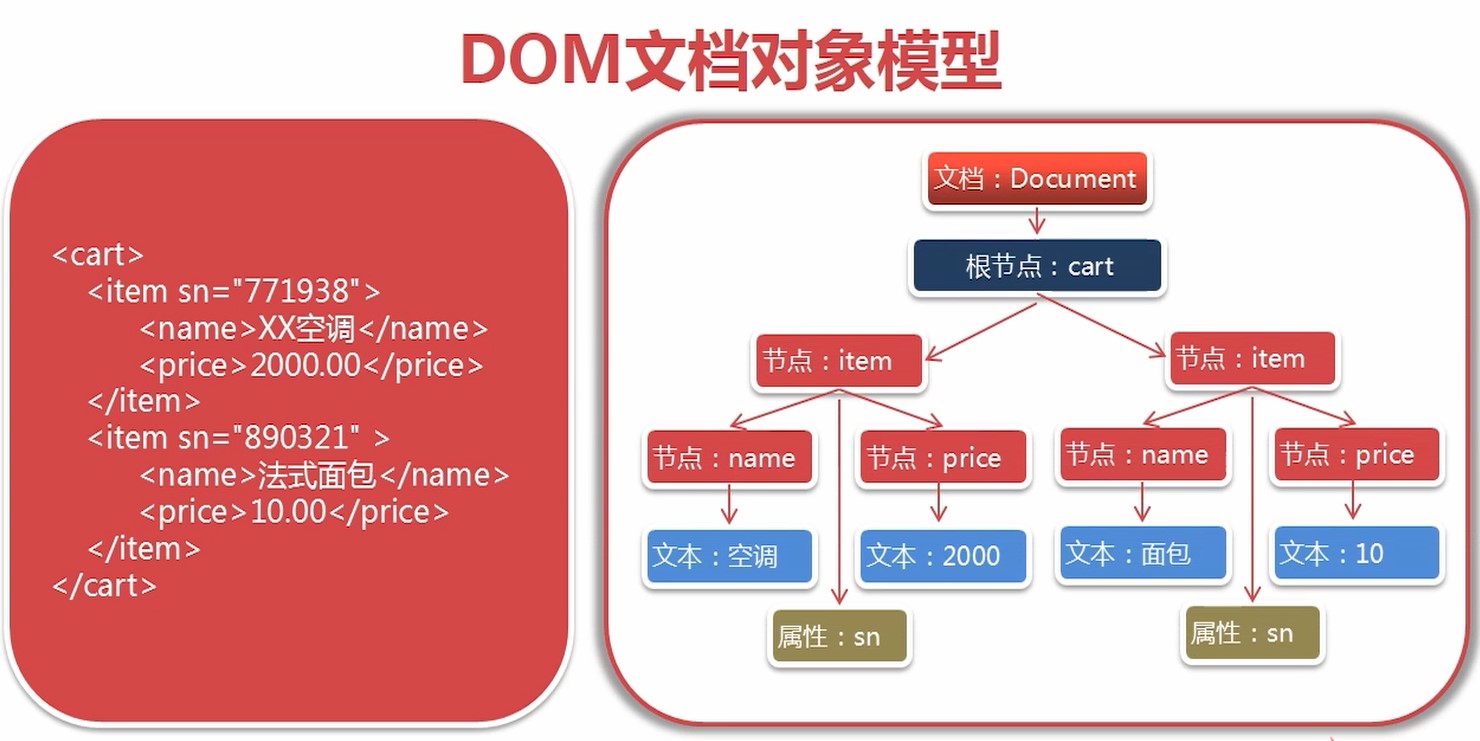 DOM文档对象模型
<cart>
<item sn="771938">
<name>XX空调</name>
<price>2000.00</price>
</item>
<item sn="890321" >
<name>法式面包</name>
<price>10.00</price>
</item>
</cart>
文档：Document
根节点：cart
节点：item
节点：item
节点：name
节点：price
节点：name
节点：price
文本：空调
文本：2000
文本：面包
文本：10
属性：sn
属性：sn